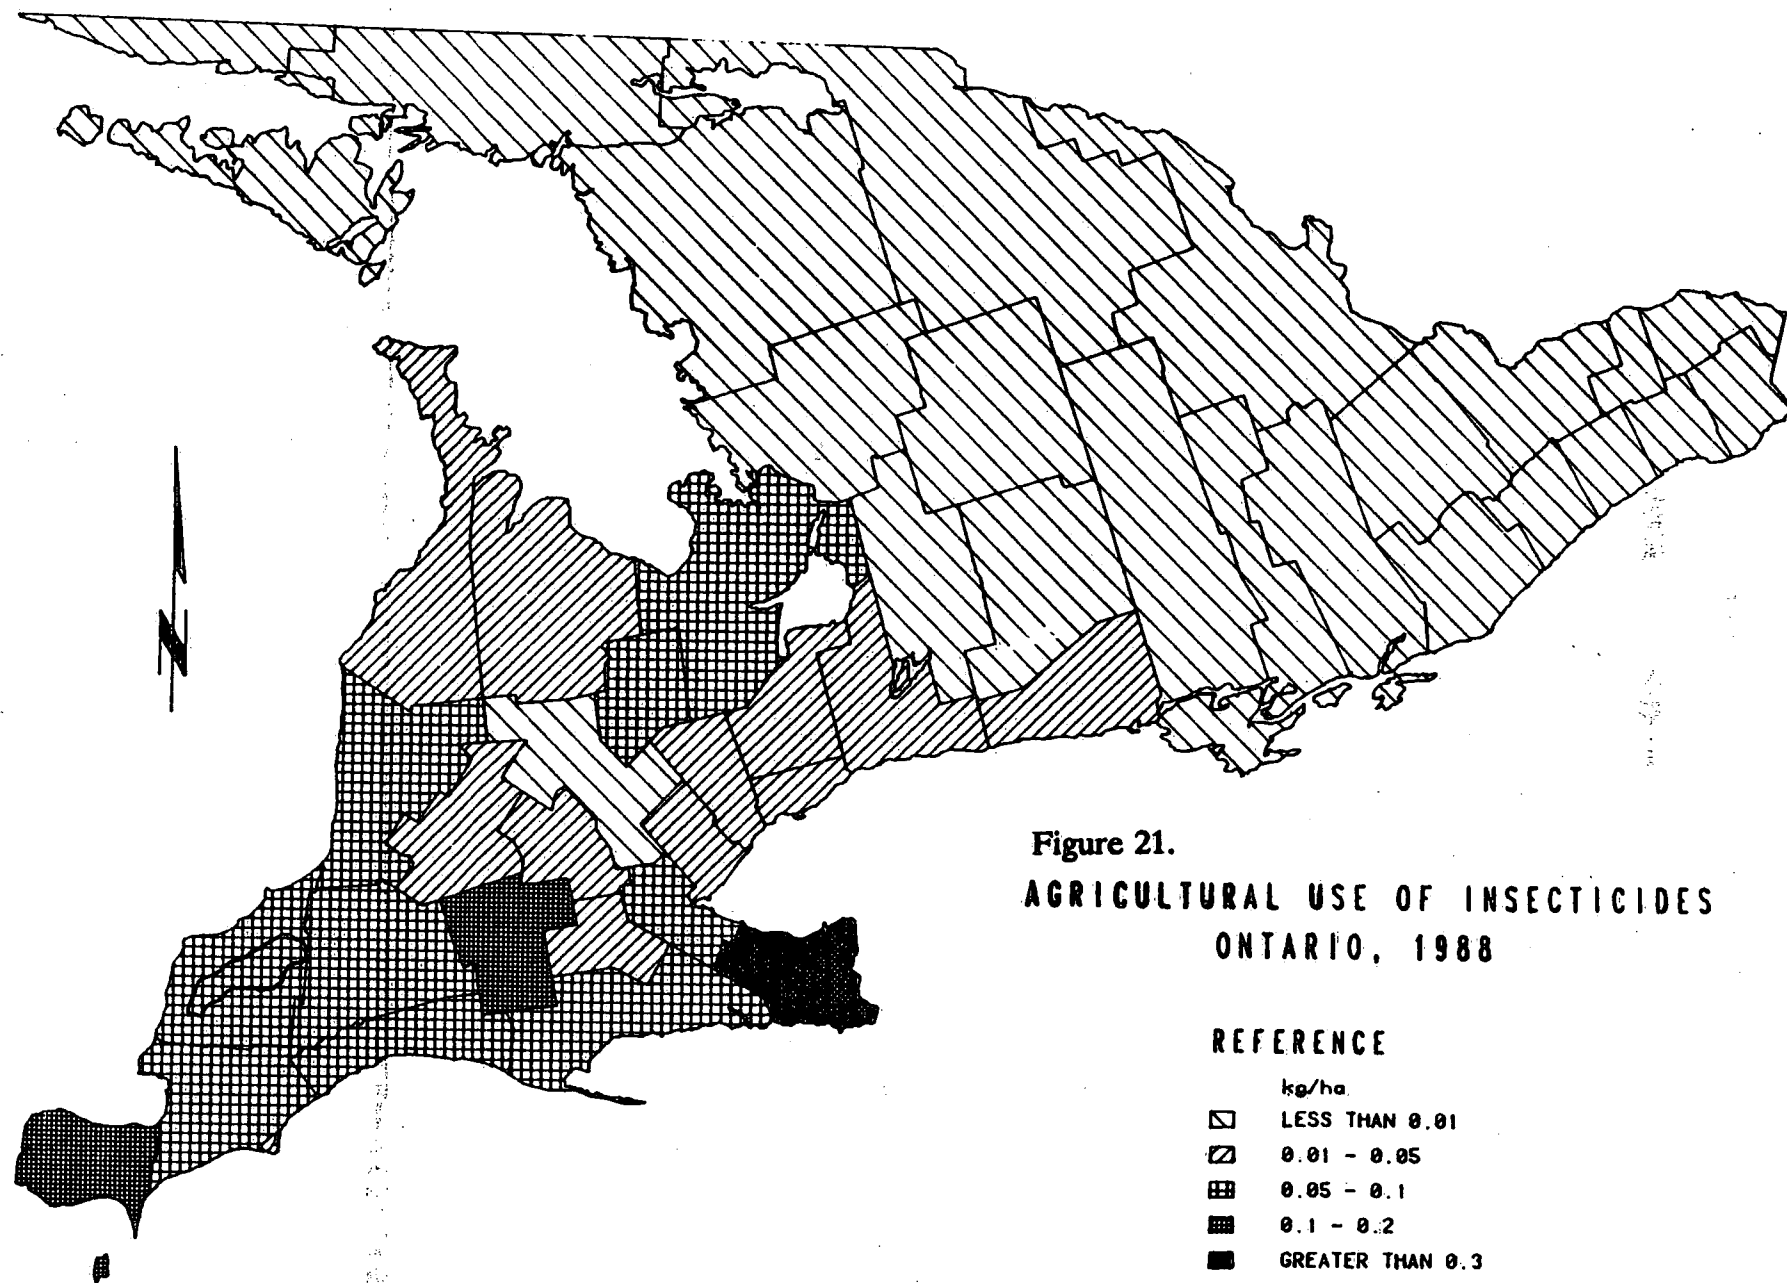 N
Figure 21.
AGRICULTURAL USE OF INSECTICIDES
ONTARIO, 1988
REFERENCE
kg/ha
LESS THAN 0.01
0.01 - 0.05
0.05 - 0.1
0.1 - 0.2
GREATER THAN 0.3